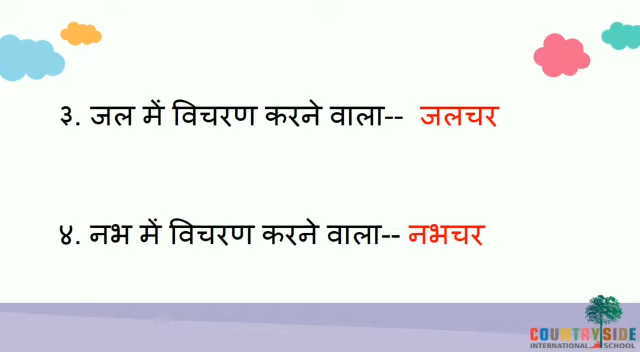 ३. जल में विचरण करने वाला-- जलचर
४. नभ में विचरण करने वाला-- नभचर
COUNTRYSIDE
INTERNATIONAL SCHOOL